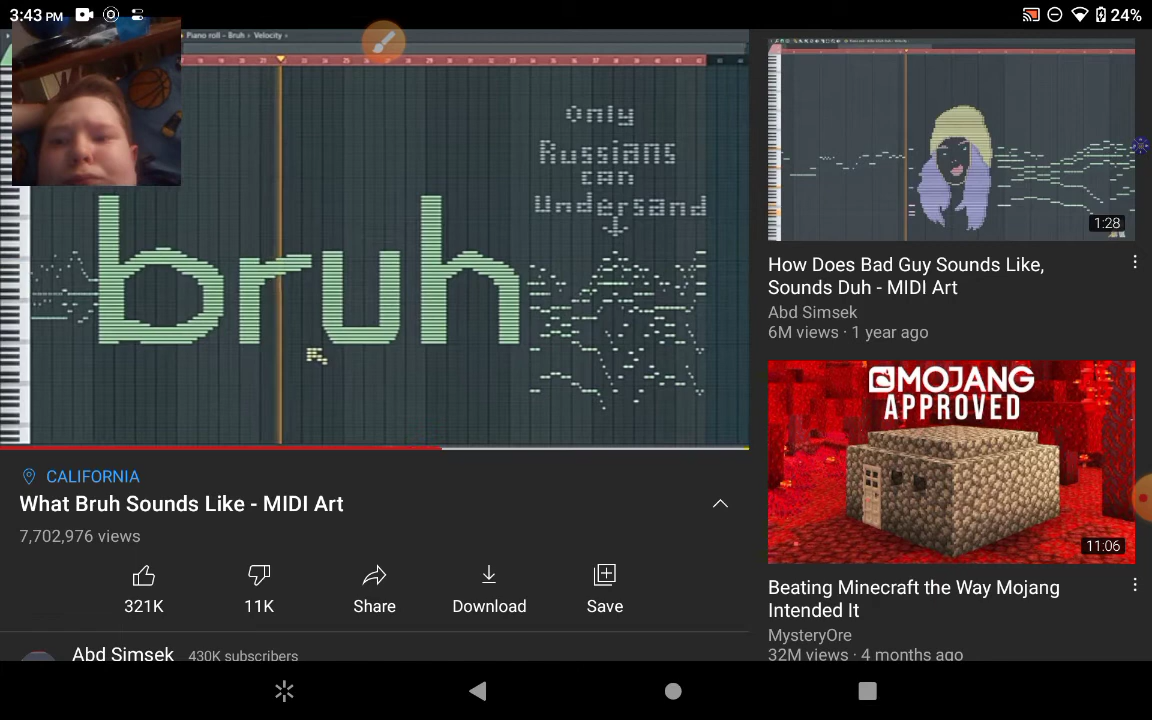 3:43 PM
24%
Piano roll - Bruh › Velocity ›
only
Russians
can
Undersand
bruh
1:28
How Does Bad Guy Sounds Like,
Sounds Duh - MIDI Art
Abd Simsek
6M views · 1 year ago
MOJANG
APPROVED
11:06
Beating Minecraft the Way Mojang
Intended It
MysteryOre
32M views · 4 months ago
CALIFORNIA
What Bruh Sounds Like - MIDI Art
7,702,976 views
321K
11K
Share
Download
Save
Abd Simsek 430K subscribers